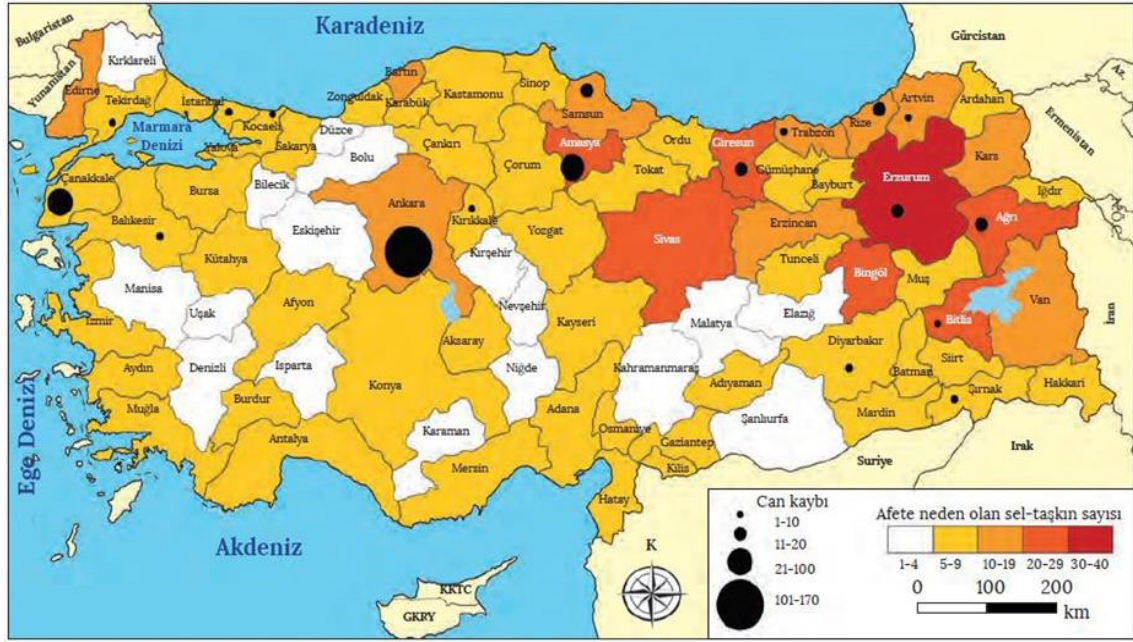 Karadeniz
Bulgaristan
Yunanistan
Gürcistan
Az.
Ermenistan
Kırklareli
Edirne
Tekirdağ
İstanbul
Kocaeli
Marmara
Denizi
Yalova
Sakarya
Düzce
Bolu
Zonguldak
Bartın
Karabük
Kastamonu
Sinop
Samsun
Çankırı
Çorum
Amasya
Ordu
Tokat
Giresun
Trabzon
Gümüşhane
Bayburt
Rize
Artvin
Ardahan
Kars
Erzurum
Iğdır
Ağrı
Çanakkale
Balıkesir
Bursa
Bilecik
Eskişehir
Kütahya
Ankara
Kırıkkale
Kırşehir
Yozgat
Sivas
Erzincan
Tunceli
Bingöl
Muş
Bitlis
Van
İran
Manisa
Uşak
Afyon
İzmir
Aydın
Denizli
Isparta
Burdur
Muğla
Antalya
Konya
Aksaray
Nevşehir
Niğde
Kayseri
Malatya
Elazığ
Kahramanmaraş
Adıyaman
Diyarbakır
Batman
Siirt
Şırnak
Hakkari
Mardin
Şanlıurfa
Gaziantep
Kilis
Osmaniye
Adana
Karaman
Mersin
Hatay
Ege Denizi
Akdeniz
KKTC
GKRY
Suriye
Irak
K
Can kaybı
1-10
11-20
21-100
101-170
Afete neden olan sel-taşkın sayısı
1-4 5-9 10-19 20-29 30-40
0 100 200
km